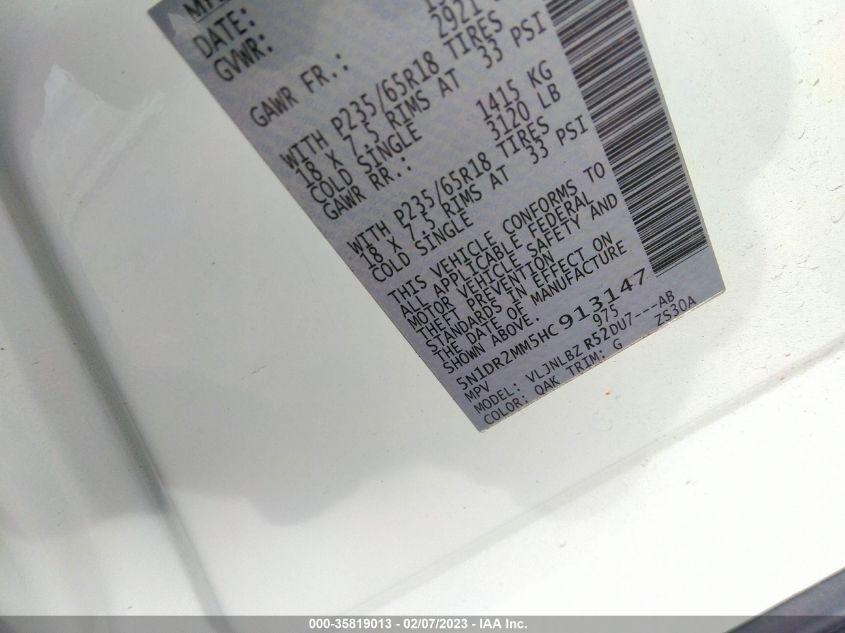 DATE:
GVWR: 2921
GAWR FR.:
WITH P235/65R18 TIRES
18 X 7.5 RIMS AT 33 PSI
COLD SINGLE 1415 KG
GAWR RR.: 3120 LB
WITH P235/65R18 TIRES
18 X 7.5 RIMS AT 33 PSI
COLD SINGLE
THIS VEHICLE CONFORMS TO
ALL APPLICABLE FEDERAL
MOTOR VEHICLE SAFETY AND
THEFT PREVENTION
STANDARDS IN EFFECT ON
THE DATE OF MANUFACTURE
SHOWN ABOVE.
5N1DR2MM5HC913147
MPV 975
MODEL: VLJNLBZ R52DU7---AB
COLOR: QAK TRIM: G ZS30A
000-35819013 - 02/07/2023 - IAA Inc.